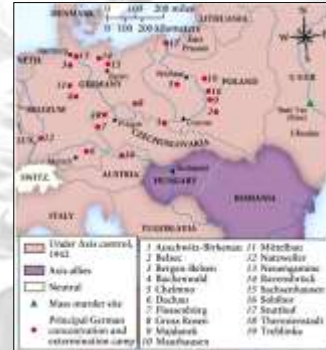 DENMARK
0 200 miles
0 100 200 kilometers
LITHUANIA
East
Prussia
NETH.
Berlin
GERMANY
POLAND
U.S.S.R.
BELGIUM
Prague
CZECHOSLOVAKIA
LUX.
Munich
SWITZ.
AUSTRIA
Budapest
HUNGARY
ROMANIA
ITALY
YUGOSLAVIA
Under Axis control,
1942
Axis allies
Neutral
Mass murder site
Principal German
concentration and
extermination camp
1 Auschwitz-Birkenau
2 Belzec
3 Bergen-Belsen
4 Buchenwald
5 Chelmno
6 Dachau
7 Flossenbürg
8 Gross Rosen
9 Majdanek
10 Mauthausen
11 Mittelbau
12 Natzweiler
13 Neuengamme
14 Ravensbrück
15 Sachsenhausen
16 Sobibor
17 Stutthof
18 Theresienstadt
19 Treblinka